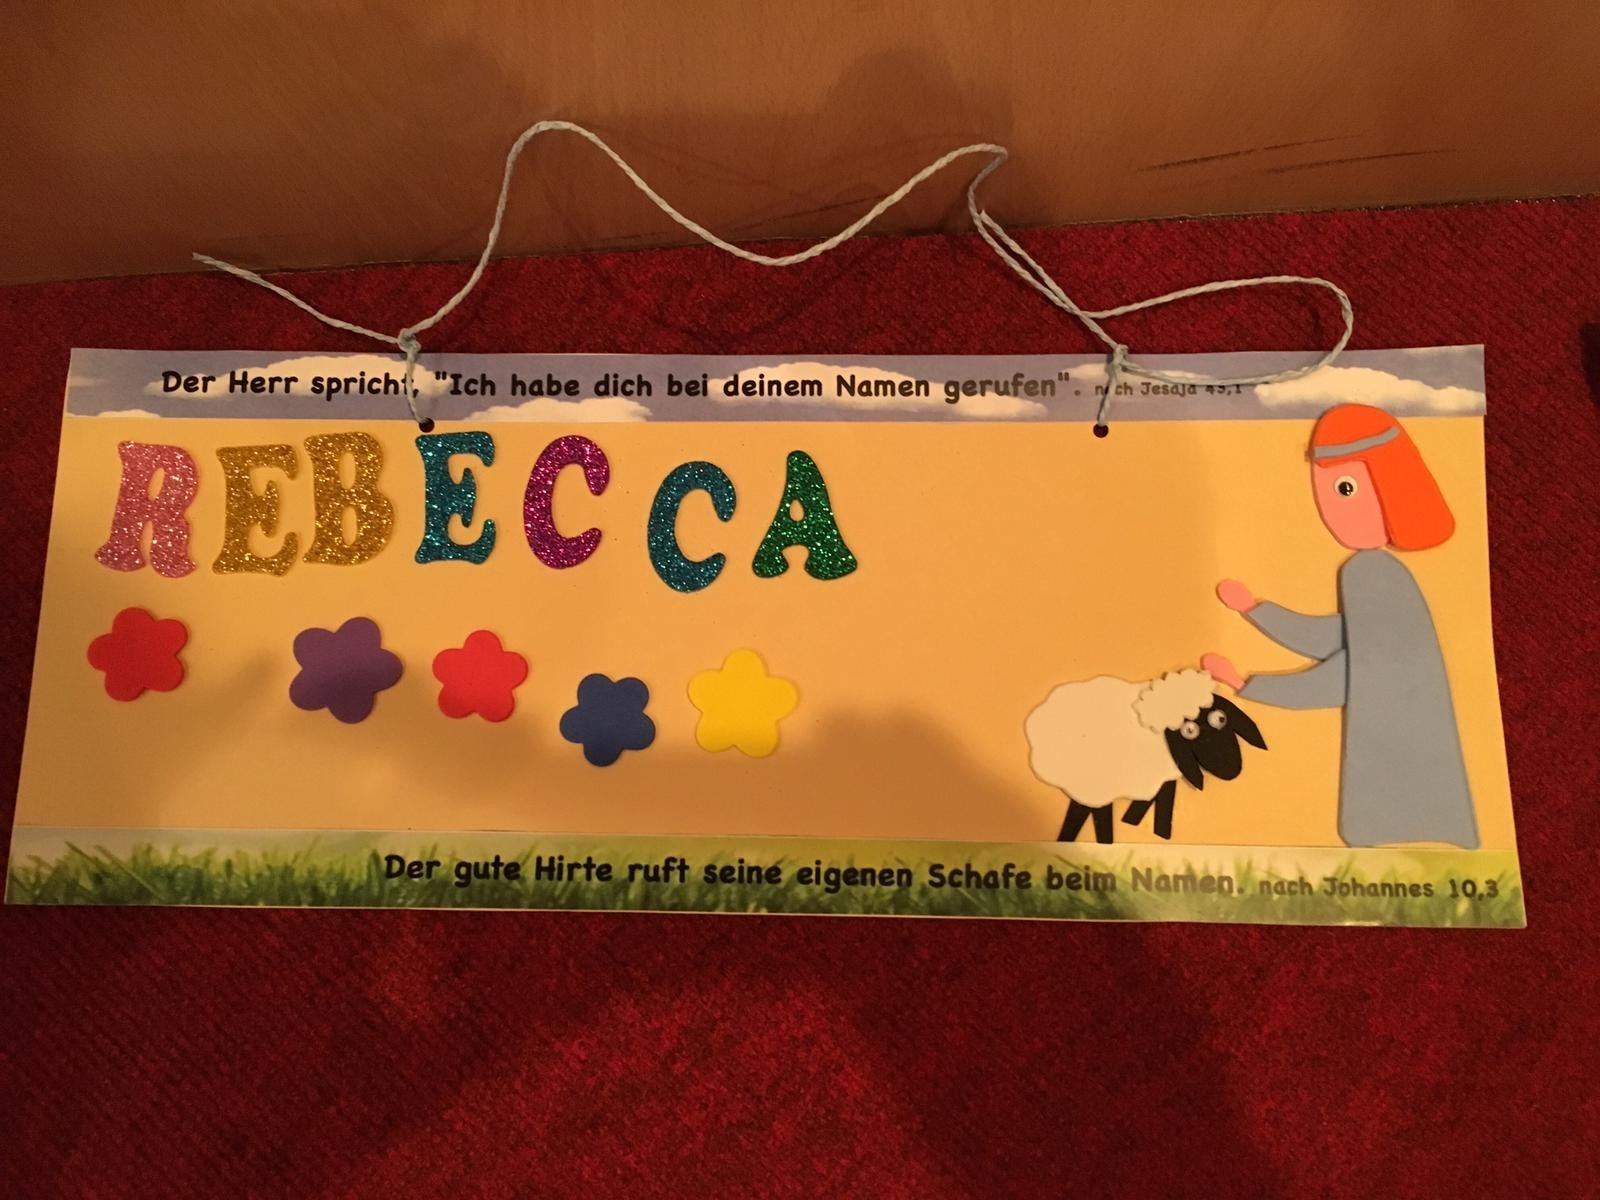 Der Herr spricht, "Ich habe dich bei deinem Namen gerufen". nach Jesaja 43,1
REBECCA
Der gute Hirte ruft seine eigenen Schafe beim Namen. nach Johannes 10,3